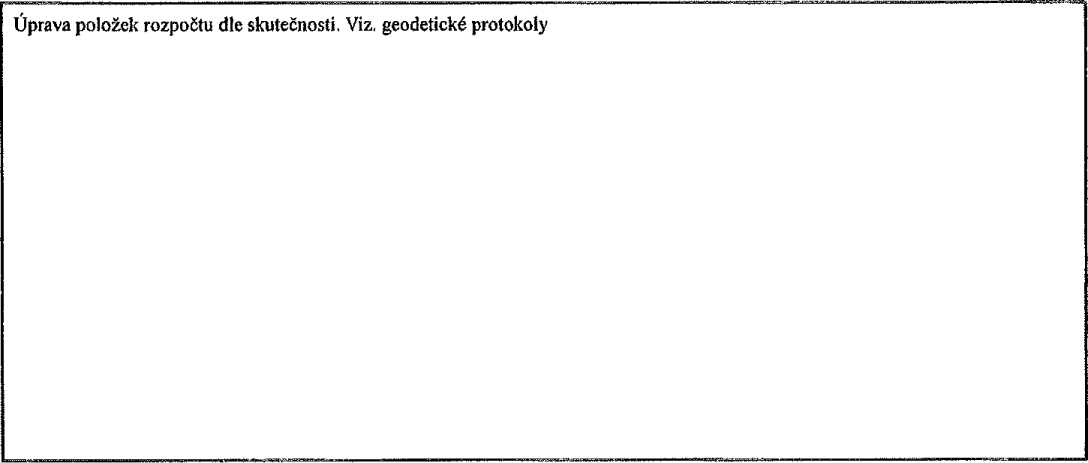 Úprava položek rozpočtu dle skutečnosti. Viz. geodetické protokoly